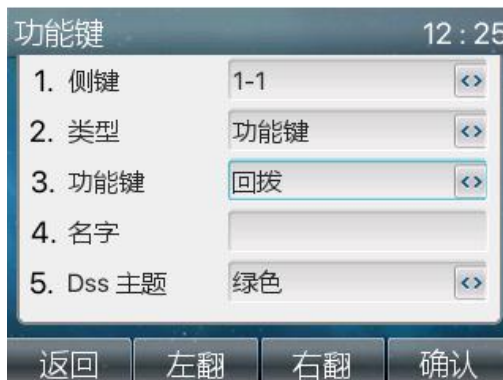 功能键 12:25
1. 侧键 1-1
2. 类型 功能键
3. 功能键 回拨
4. 名字
5. Dss 主题 绿色
返回 左翻 右翻 确认